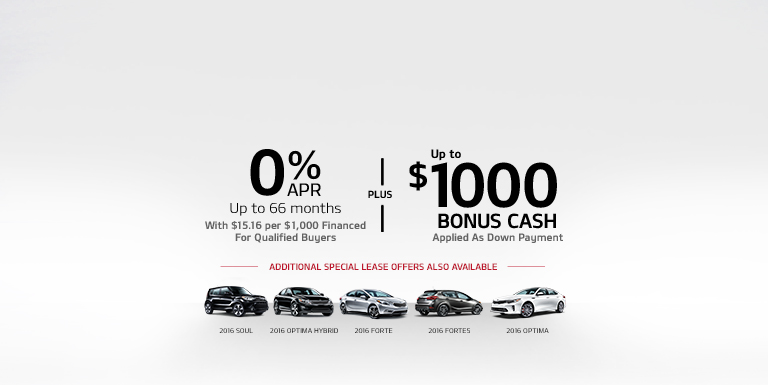 0% APR
Up to 66 months
With $15.16 per $1,000 Financed
For Qualified Buyers
PLUS
Up to
$1000
BONUS CASH
Applied As Down Payment
ADDITIONAL SPECIAL LEASE OFFERS ALSO AVAILABLE
2016 SOUL
2016 OPTIMA HYBRID
2016 FORTE
2016 FORTE5
2016 OPTIMA